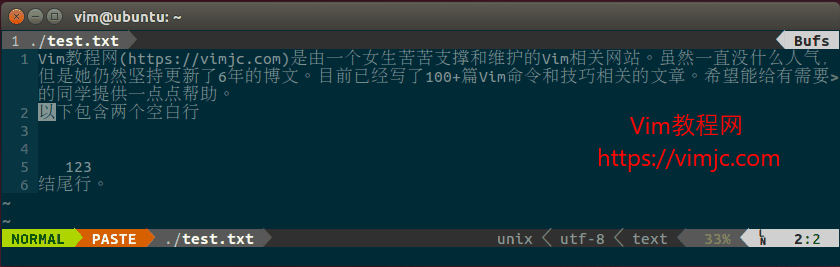 vim@ubuntu: ~
1 ./test.txt Bufs
1 Vim教程网(https://vimjc.com)是由一个女生苦苦支撑和维护的Vim相关网站。虽然一直没什么人气,
但是她仍然坚持更新了6年的博文。目前已经写了100+篇Vim命令和技巧相关的文章。希望能给有需要>
的同学提供一点点帮助。
2 以下包含两个空白行
3
4
5 123
6 结尾行。
~
~
Vim教程网
https://vimjc.com
NORMAL PASTE ./test.txt unix utf-8 text 33% LN 2:2